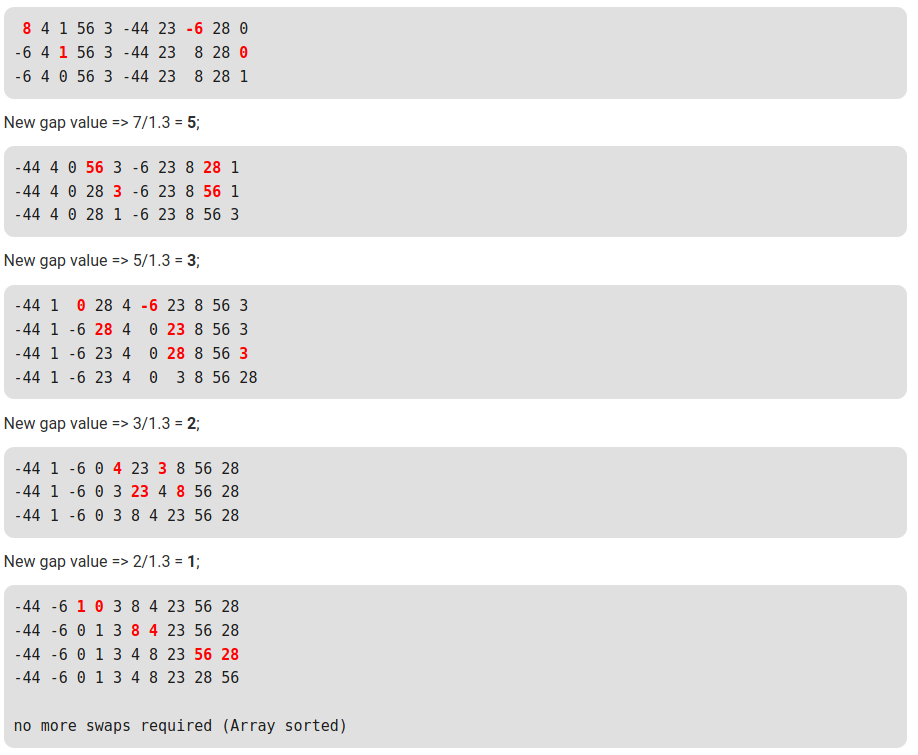 8 4 1 56 3 -44 23 -6 28 0
-6 4 1 56 3 -44 23 8 28 0
-6 4 0 56 3 -44 23 8 28 1
New gap value => 7/1.3 = 5;
-44 4 0 56 3 -6 23 8 28 1
-44 4 0 28 3 -6 23 8 56 1
-44 4 0 28 1 -6 23 8 56 3
New gap value => 5/1.3 = 3;
-44 1 0 28 4 -6 23 8 56 3
-44 1 -6 28 4 0 23 8 56 3
-44 1 -6 23 4 0 28 8 56 3
-44 1 -6 23 4 0 3 8 56 28
New gap value => 3/1.3 = 2;
-44 1 -6 0 4 23 3 8 56 28
-44 1 -6 0 3 23 4 8 56 28
-44 1 -6 0 3 8 4 23 56 28
New gap value => 2/1.3 = 1;
-44 -6 1 0 3 8 4 23 56 28
-44 -6 0 1 3 8 4 23 56 28
-44 -6 0 1 3 4 8 23 56 28
-44 -6 0 1 3 4 8 23 28 56
no more swaps required (Array sorted)